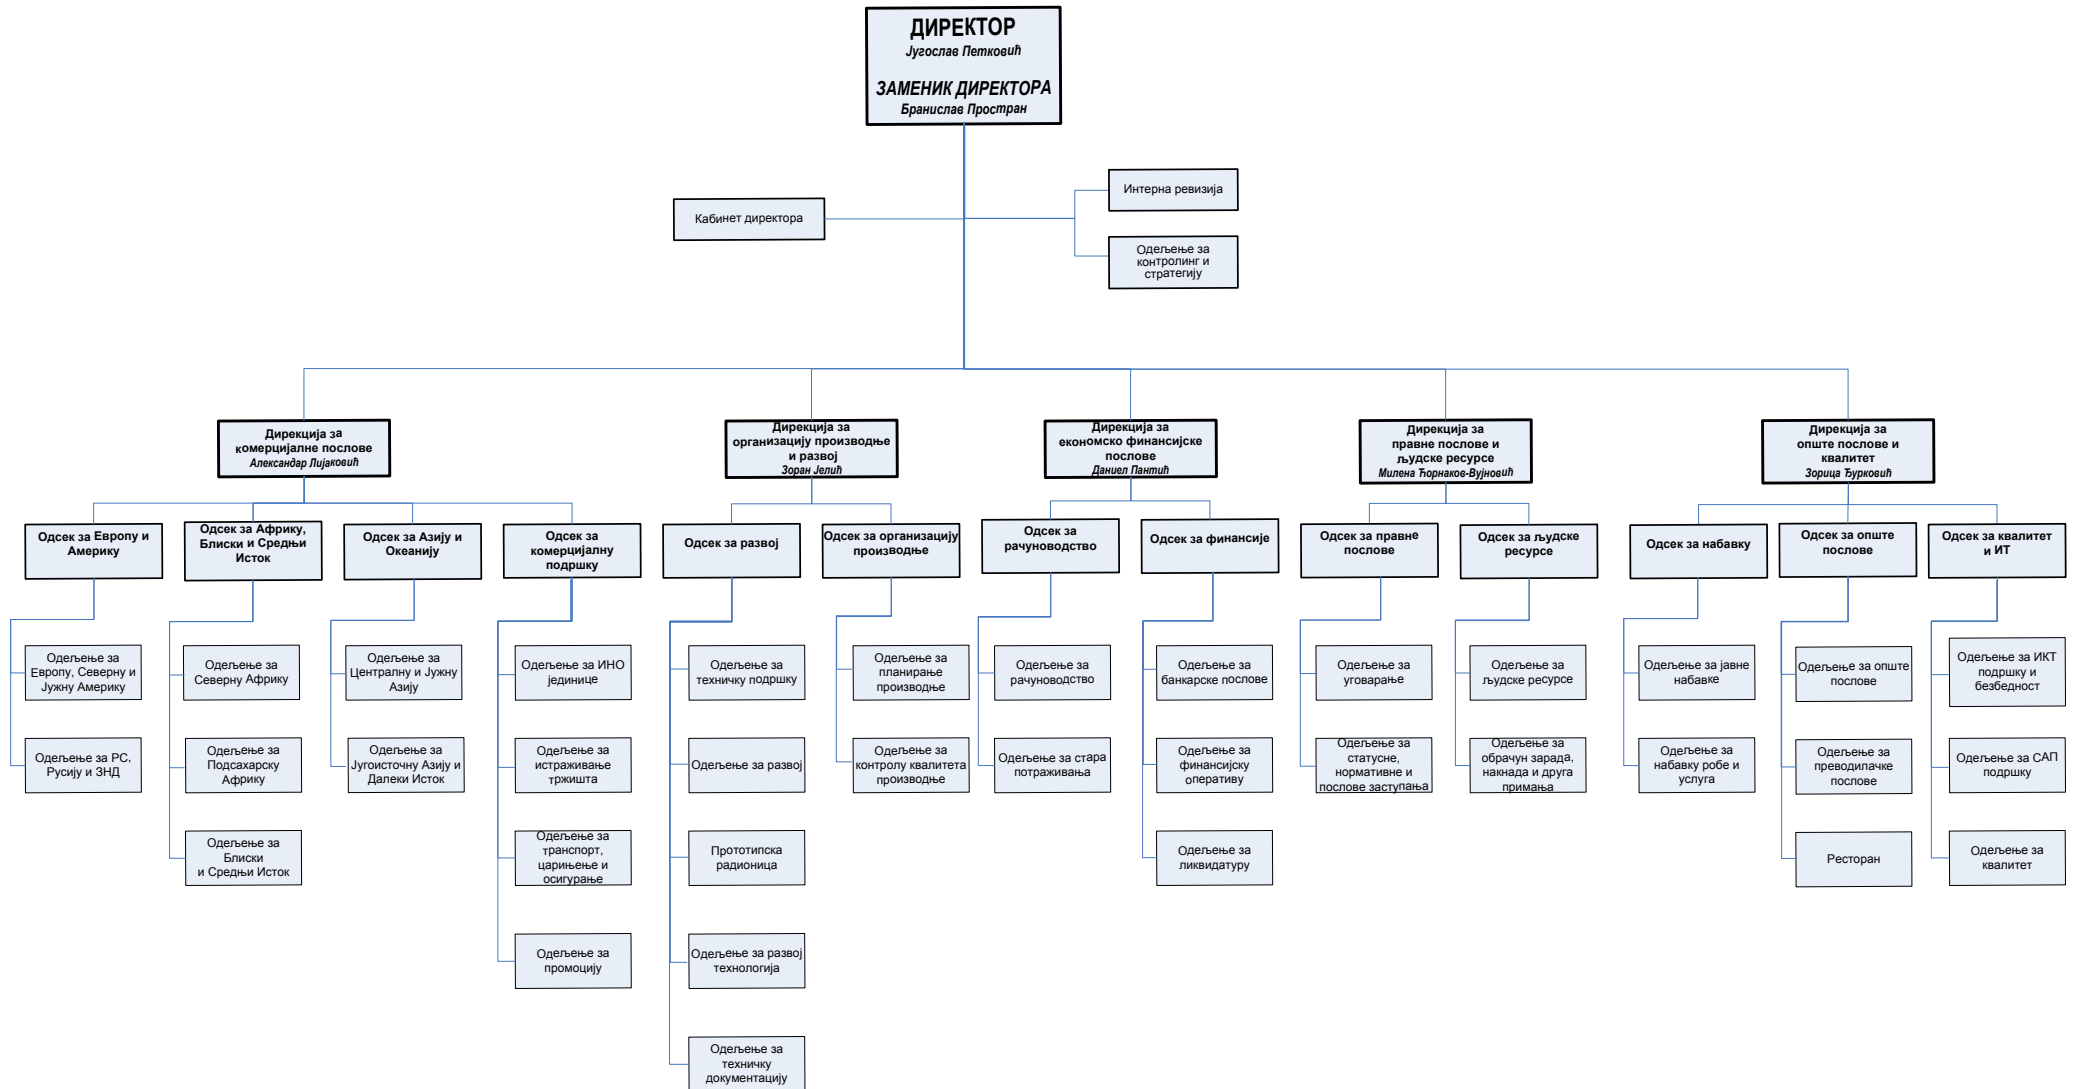 ДИРЕКТОР
Југослав Петковић
ЗАМЕНИК ДИРЕКТОРА
Бранислав Простран
Кабинет директора
Интерна ревизија
Одељење за
контролинг и
стратегију
Дирекција за
комерцијалне послове
Александар Лијаковић
Дирекција за
организацију производње
и развој
Зоран Јелић
Дирекција за
економско финансијске
послове
Даниел Пантић
Дирекција за
правне послове и
људске ресурсе
Милена Ћорнаков-Вујновић
Дирекција за
опште послове и
квалитет
Зорица Ђурковић
Одсек за Европу и
Америку
Одсек за Африку,
Блиски и Средњи
Исток
Одсек за Азију и
Океанију
Одсек за
комерцијалну
подршку
Одсек за развој
Одсек за организацију
производње
Одсек за
рачуноводство
Одсек за финансије
Одсек за правне
послове
Одсек за људске
ресурсе
Одсек за набавку
Одсек за опште
послове
Одсек за квалитет
и ИТ
Одељење за
Европу, Северну и
Јужну Америку
Одељење за
Северну Африку
Одељење за
Централну и Јужну
Азију
Одељење за ИНО
јединице
Одељење за
техничку подршку
Одељење за
планирање
производње
Одељење за
рачуноводство
Одељење за
банкарске послове
Одељење за
уговарање
Одељење за
људске ресурсе
Одељење за јавне
набавке
Одељење за опште
послове
Одељење за ИКТ
подршку и
безбедност
Одељење за РС,
Русију и ЗНД
Одељење за
Подсахарску
Африку
Одељење за
Југоисточну Азију и
Далеки Исток
Одељење за
истраживање
тржишта
Одељење за развој
Одељење за
контролу квалитета
производње
Одељење за стара
потраживања
Одељење за
финансијску
оперативу
Одељење за
статусне,
нормативне и
послове заступања
Одељење за
обрачун зарада,
накнада и друга
примања
Одељење за
набавку робе и
услуга
Одељење за
преводилачке
послове
Одељење за САП
подршку
Одељење за
Блиски
и Средњи Исток
Одељење за
транспорт,
царињење и
осигурање
Прототипска
радионица
Одељење за
ликвидатуру
Ресторан
Одељење за
квалитет
Одељење за
промоцију
Одељење за развој
технологија
Одељење за
техничку
документацију